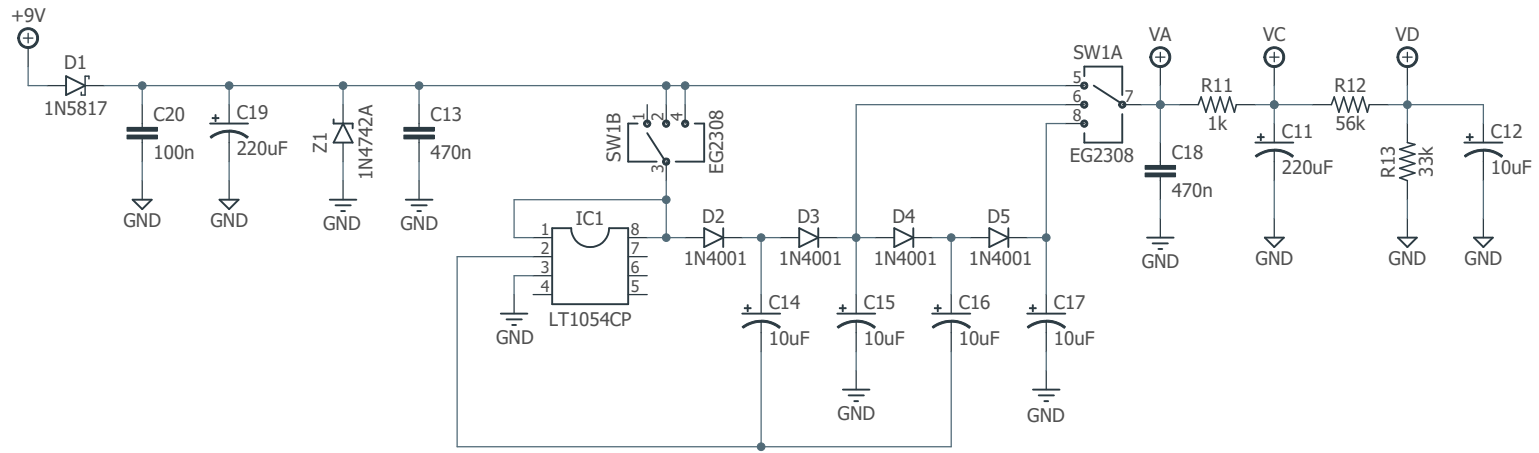 +9V
D1
1N5817
C20
100n
C19
220uF
Z1
1N4742A
C13
470n
SW1B
1
2
4
3
EG2308
SW1A
5
6
8
7
EG2308
VA
R11
1k
VC
R12
56k
VD
C18
470n
C11
220uF
R13
33k
C12
10uF
GND
GND
GND
GND
GND
GND
GND
GND
IC1
1
2
3
4
8
7
6
5
LT1054CP
GND
D2
1N4001
D3
1N4001
D4
1N4001
D5
1N4001
C14
10uF
C15
10uF
C16
10uF
C17
10uF
GND
GND